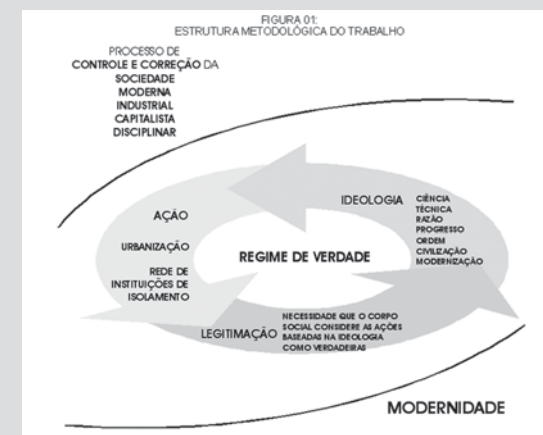 FIGURA 01:
ESTRUTURA METODOLÓGICA DO TRABALHO
PROCESSO DE
CONTROLE E CORREÇÃO DA
SOCIEDADE
MODERNA
INDUSTRIAL
CAPITALISTA
DISCIPLINAR
IDEOLOGIA
CIÊNCIA
TÉCNICA
RAZÃO
PROGRESSO
ORDEM
CIVILIZAÇÃO
MODERNIZAÇÃO
AÇÃO
URBANIZAÇÃO
REDE DE
INSTITUIÇÕES DE
ISOLAMENTO
REGIME DE VERDADE
LEGITIMAÇÃO
NECESSIDADE QUE O CORPO
SOCIAL CONSIDERE AS AÇÕES
BASEADAS NA IDEOLOGIA
COMO VERDADEIRAS
MODERNIDADE